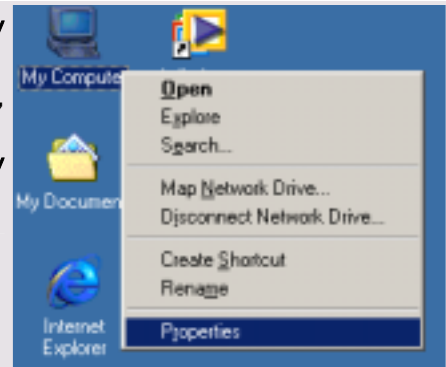 My Compute
Open
Explore
Search...
Map Network Drive...
Disconnect Network Drive...
My Documen
Create Shortcut
Rename
Internet
Explorer
Properties